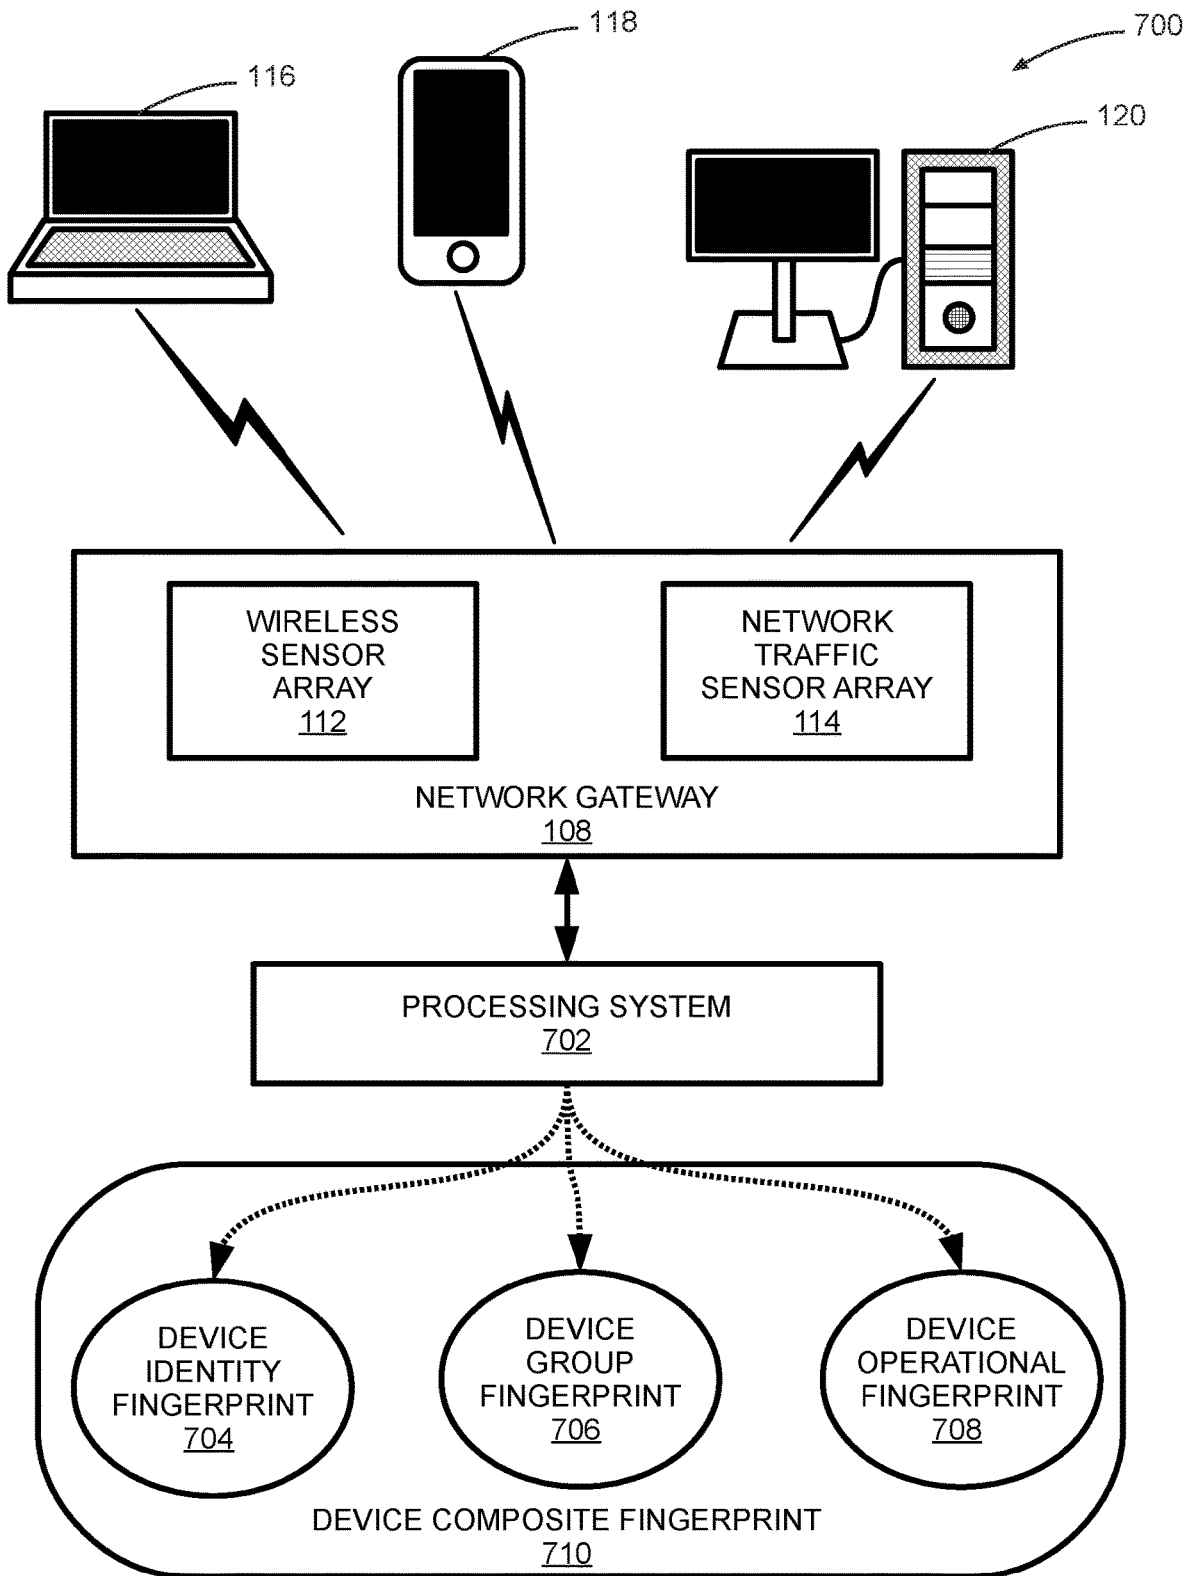 118
700
116
120
WIRELESS
SENSOR
ARRAY
112
NETWORK
TRAFFIC
SENSOR ARRAY
114
NETWORK GATEWAY
108
PROCESSING SYSTEM
702
DEVICE
IDENTITY
FINGERPRINT
704
DEVICE
GROUP
FINGERPRINT
706
DEVICE
OPERATIONAL
FINGERPRINT
708
DEVICE COMPOSITE FINGERPRINT
710